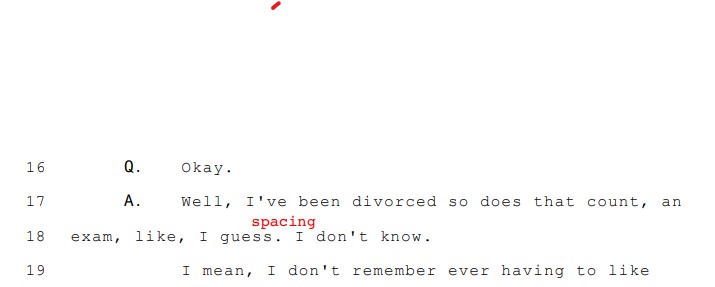 16 Q. Okay.
17 A. Well, I've been divorced so does that count, an
spacing
18 exam, like, I guess. I don't know.
19 I mean, I don't remember ever having to like